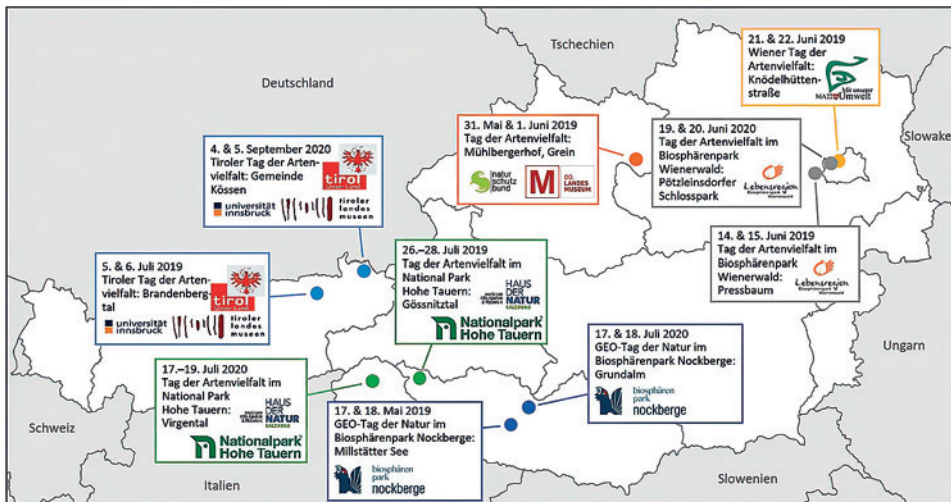 Tschechien
Deutschland
Slowakei
Ungarn
Slowenien
Italien
Schweiz
21. & 22. Juni 2019
Wiener Tag der
Artenvielfalt:
Knödelhütten-
straße
MA22
Umwelt
31. Mai & 1. Juni 2019
Tag der Artenvielfalt:
Mühlbergerhof, Grein
natur
schutz
bund
M
OÖ.
LANDES
MUSEUM
19. & 20. Juni 2020
Tag der Artenvielfalt im
Biosphärenpark
Wienerwald:
Pötzleinsdorfer
Schlosspark
Lebensregion
Biosphärenpark
Wienerwald
14. & 15. Juni 2019
Tag der Artenvielfalt im
Biosphärenpark
Wienerwald:
Pressbaum
Lebensregion
Biosphärenpark
Wienerwald
4. & 5. September 2020
Tiroler Tag der Arten-
vielfalt: Gemeinde
Kössen
tirol
universität
innsbruck
tiroler
landes
museen
5. & 6. Juli 2019
Tiroler Tag der Arten-
vielfalt: Brandenberg-
tal
tirol
universität
innsbruck
tiroler
landes
museen
26.–28. Juli 2019
Tag der Artenvielfalt im
National Park
Hohe Tauern:
Gössnitztal
HAUS
DER
NATUR
SALZBURG
Nationalpark
Hohe Tauern
17.–19. Juli 2020
Tag der Artenvielfalt im
National Park
Hohe Tauern:
Virgental
HAUS
DER
NATUR
SALZBURG
Nationalpark
Hohe Tauern
17. & 18. Mai 2019
GEO-Tag der Natur im
Biosphärenpark Nockberge:
Millstätter See
biosphären
park
nockberge
17. & 18. Juli 2020
GEO-Tag der Natur im
Biosphärenpark Nockberge:
Grundalm
biosphären
park
nockberge